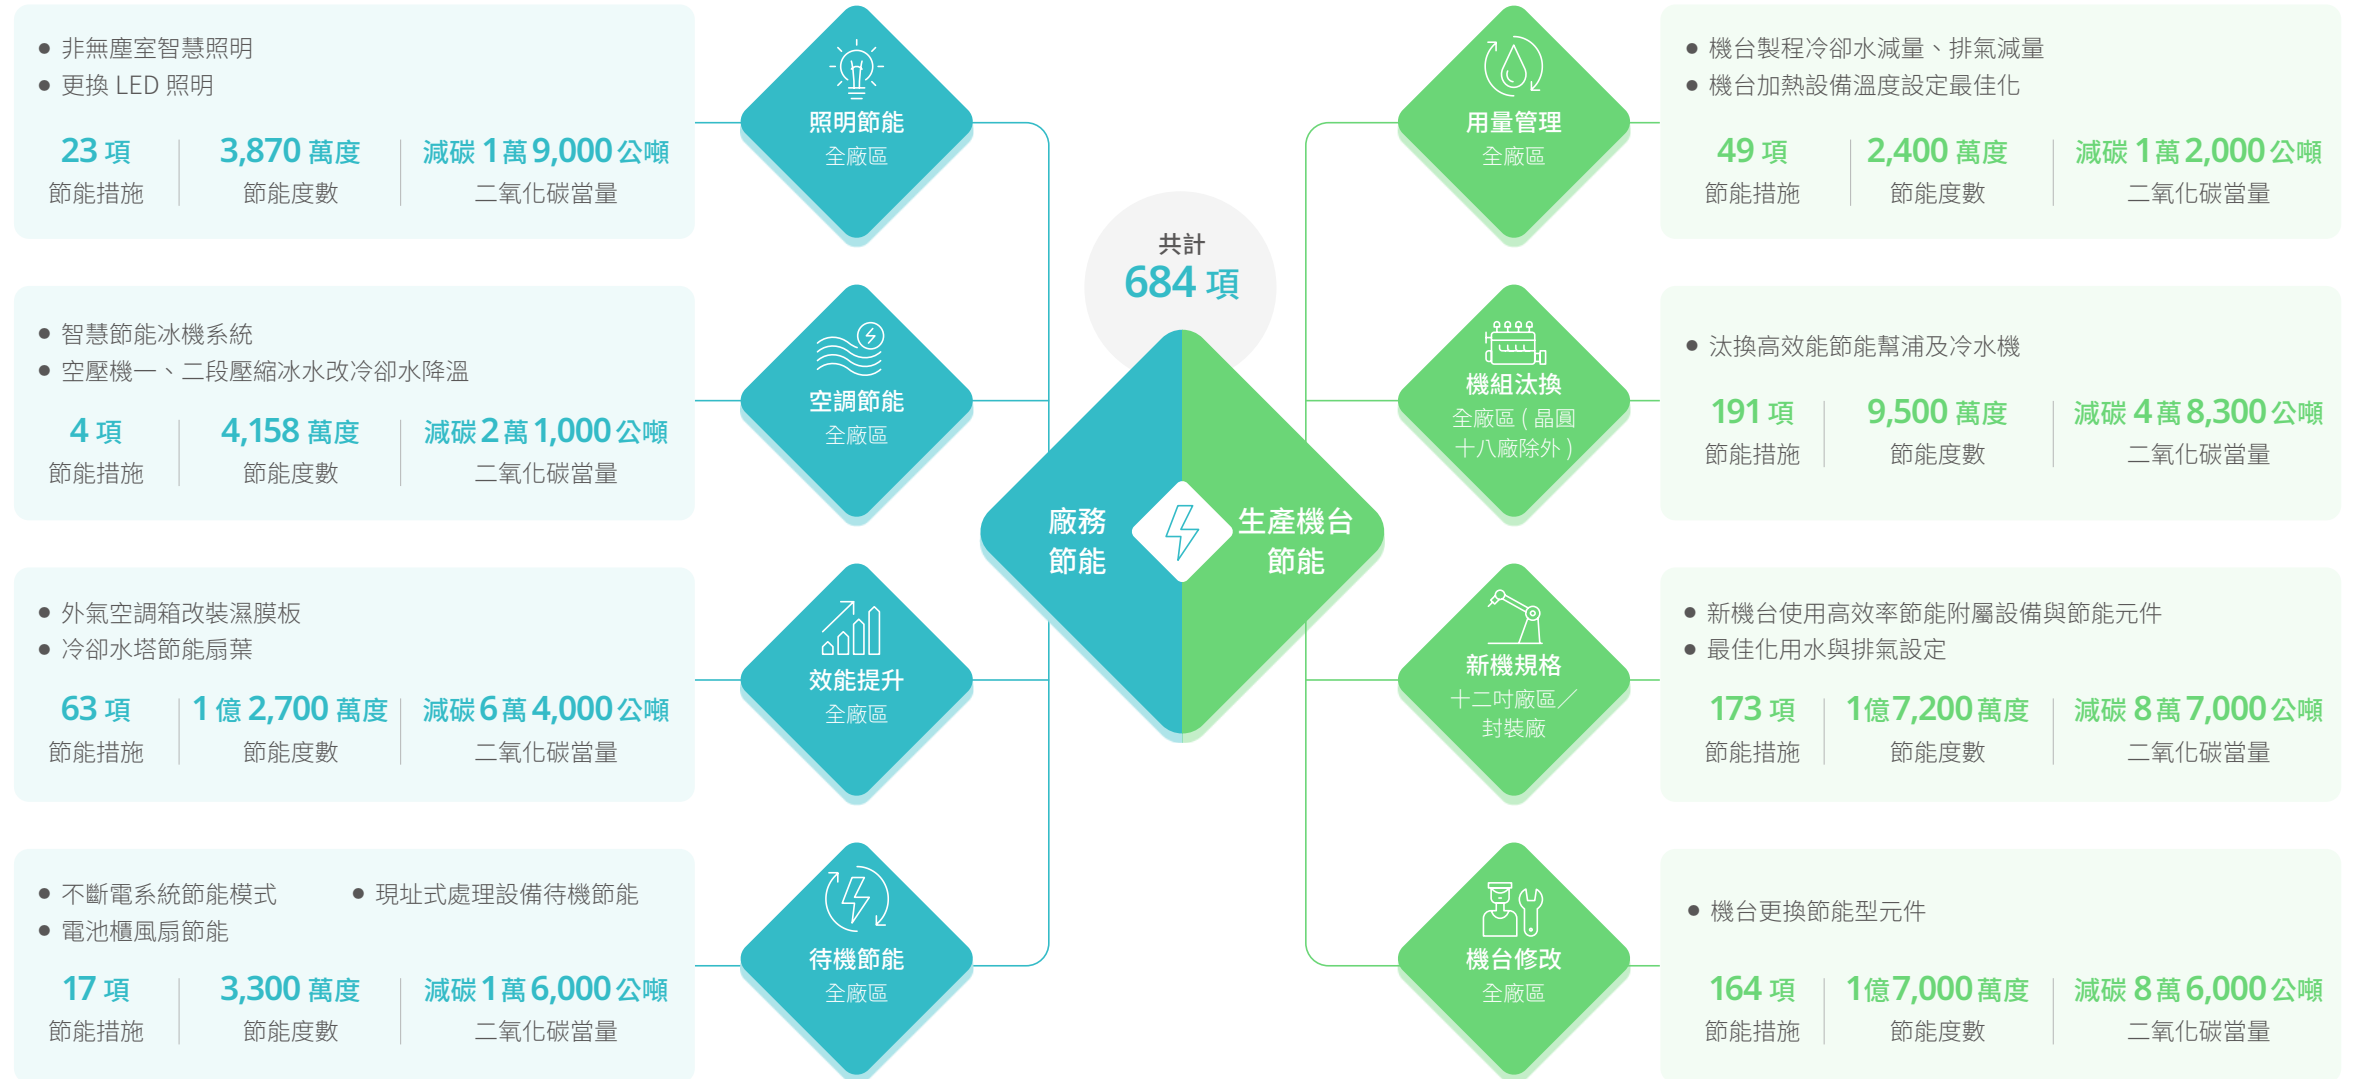 非無塵室智慧照明
更換 LED 照明
23 項
節能措施
3,870 萬度
節能度數
減碳 1 萬 9,000 公噸
二氧化碳當量
照明節能
全廠區
智慧節能冰機系統
空壓機一、二段壓縮冰水改冷卻水降溫
4 項
節能措施
4,158 萬度
節能度數
減碳 2 萬 1,000 公噸
二氧化碳當量
空調節能
全廠區
外氣空調箱改裝濕膜板
冷卻水塔節能扇葉
63 項
節能措施
1 億 2,700 萬度
節能度數
減碳 6 萬 4,000 公噸
二氧化碳當量
效能提升
全廠區
不斷電系統節能模式
現址式處理設備待機節能
電池櫃風扇節能
17 項
節能措施
3,300 萬度
節能度數
減碳 1 萬 6,000 公噸
二氧化碳當量
待機節能
全廠區
共計
684 項
廠務
節能
生產機台
節能
用量管理
全廠區
機台製程冷卻水減量、排氣減量
機台加熱設備溫度設定最佳化
49 項
節能措施
2,400 萬度
節能度數
減碳 1 萬 2,000 公噸
二氧化碳當量
機組汰換
全廠區 ( 晶圓
十八廠除外 )
汰換高效能節能幫浦及冷水機
191 項
節能措施
9,500 萬度
節能度數
減碳 4 萬 8,300 公噸
二氧化碳當量
新機規格
十二吋廠區／
封裝廠
新機台使用高效率節能附屬設備與節能元件
最佳化用水與排氣設定
173 項
節能措施
1 億 7,200 萬度
節能度數
減碳 8 萬 7,000 公噸
二氧化碳當量
機台修改
全廠區
機台更換節能型元件
164 項
節能措施
1 億 7,000 萬度
節能度數
減碳 8 萬 6,000 公噸
二氧化碳當量